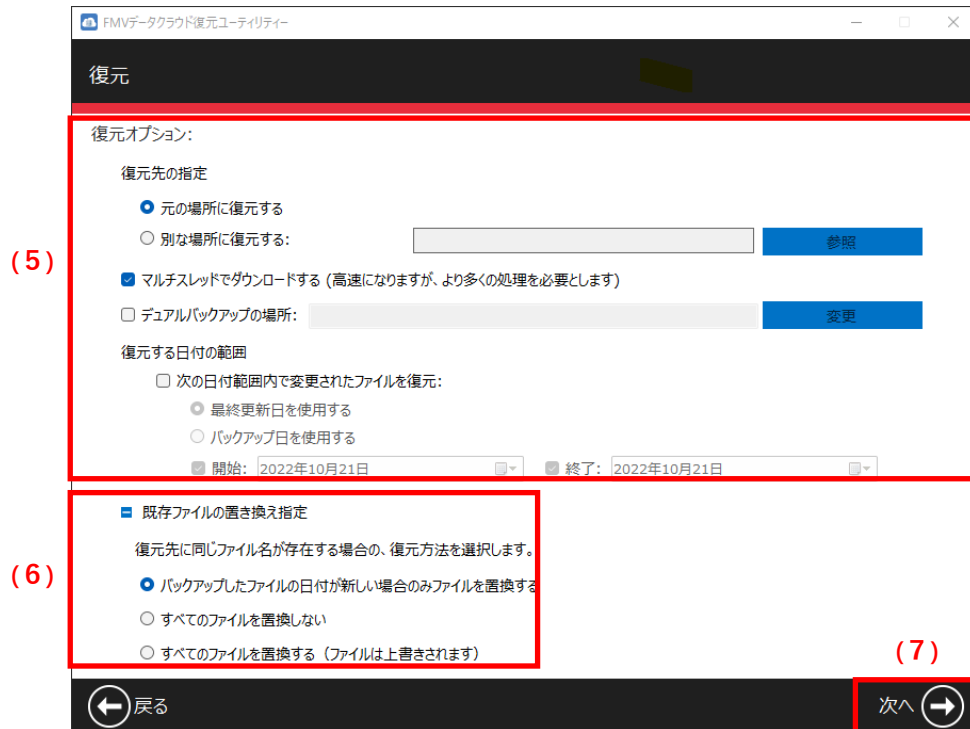 FMVデータクラウド復元ユーティリティー
復元
復元オプション:
復元先の指定
元の場所に復元する
別な場所に復元する: 参照
(5)
マルチスレッドでダウンロードする (高速になりますが、より多くの処理を必要とします)
デュアルバックアップの場所: 変更
復元する日付の範囲
次の日付範囲内で変更されたファイルを復元:
最終更新日を使用する
バックアップ日を使用する
開始: 2022年10月21日 終了: 2022年10月21日
既存ファイルの置き換え指定
復元先に同じファイル名が存在する場合の、復元方法を選択します。
(6)
バックアップしたファイルの日付が新しい場合のみファイルを置換する
すべてのファイルを置換しない
すべてのファイルを置換する（ファイルは上書きされます）
(7)
戻る 次へ